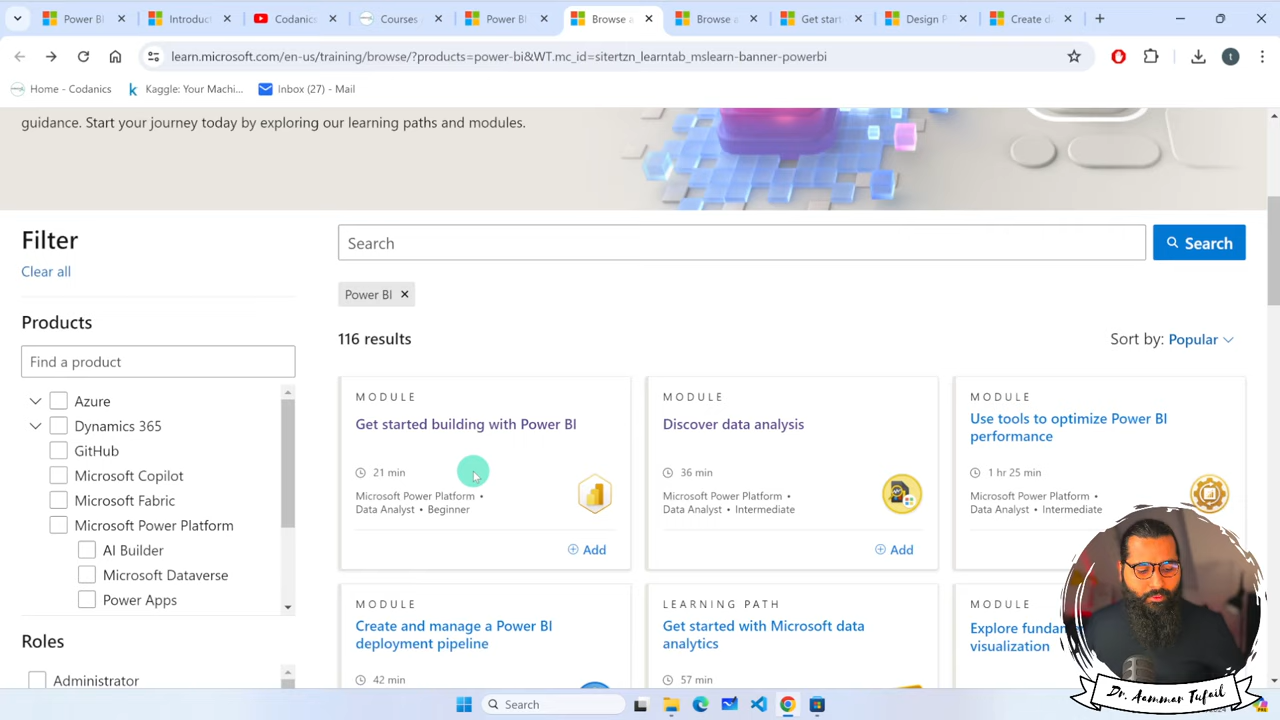 Power BI
Introduct
Codanics
Courses
Power BI
Browse a
Browse a
Get start
Design P
Create d
learn.microsoft.com/en-us/training/browse/?products=power-bi&WT.mc_id=sitertzn_learntab_mslearn-banner-powerbi
t
Home - Codanics
Kaggle: Your Machi...
Inbox (27) - Mail
guidance. Start your journey today by exploring our learning paths and modules.
Filter
Clear all
Search
Search
Power BI
116 results
Sort by: Popular
Products
Find a product
Azure
Dynamics 365
GitHub
Microsoft Copilot
Microsoft Fabric
Microsoft Power Platform
AI Builder
Microsoft Dataverse
Power Apps
Roles
Administrator
MODULE
Get started building with Power BI
21 min
Microsoft Power Platform •
Data Analyst • Beginner
Add
MODULE
Discover data analysis
36 min
Microsoft Power Platform •
Data Analyst • Intermediate
Add
MODULE
Use tools to optimize Power BI
performance
1 hr 25 min
Microsoft Power Platform •
Data Analyst • Intermediate
MODULE
Create and manage a Power BI
deployment pipeline
42 min
LEARNING PATH
Get started with Microsoft data
analytics
57 min
MODULE
Explore fundam
visualization
Dr. Aammar Tufail
Search